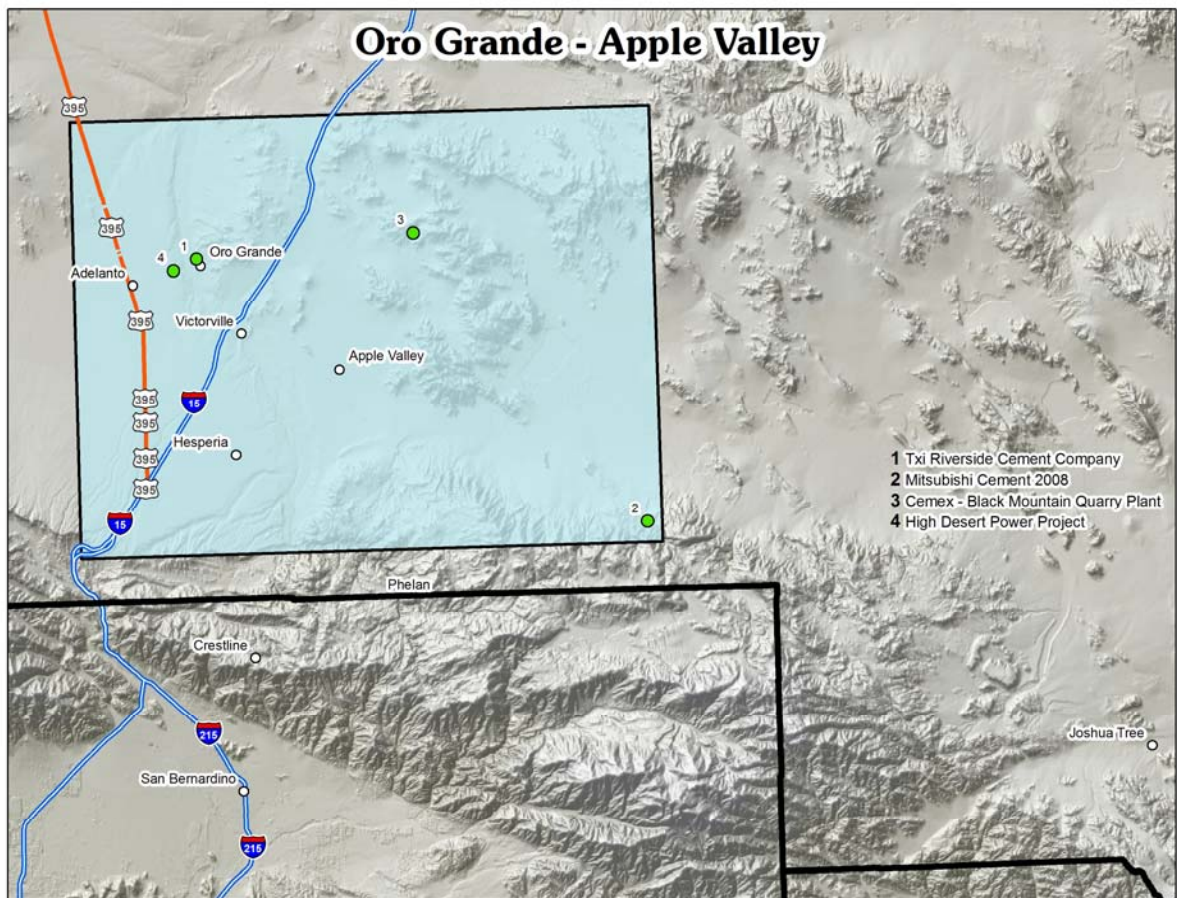 Oro Grande - Apple Valley
395
395
3
1
Oro Grande
4
Adelanto
395
Victorville
Apple Valley
395
15
395
Hesperia
395
395
1 Txi Riverside Cement Company
2 Mitsubishi Cement 2008
3 Cemex - Black Mountain Quarry Plant
4 High Desert Power Project
2
15
Phelan
Crestline
215
Joshua Tree
San Bernardino
215